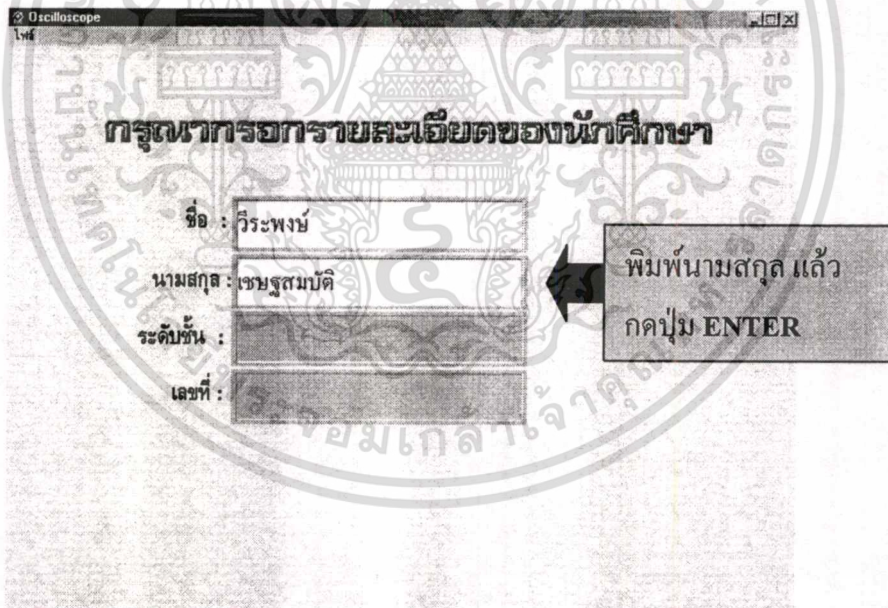 Oscilloscope
ไฟล์
กรุณากรอกรายละเอียดของนักศึกษา
ชื่อ : วีระพงษ์
นามสกุล : เชษฐสมบัติ
ระดับชั้น :
เลขที่ :
พิมพ์นามสกุล แล้ว
กดปุ่ม ENTER